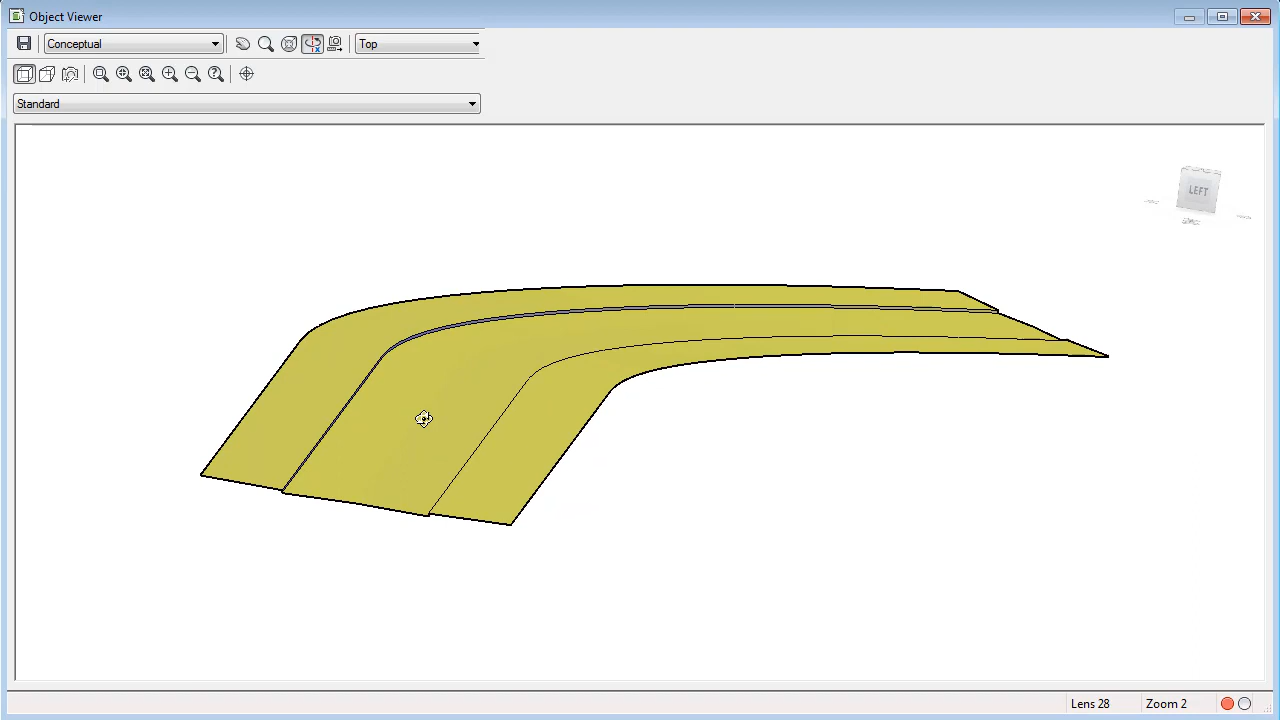 Object Viewer
Conceptual
Top
Standard
LEFT
Lens 28
Zoom 2